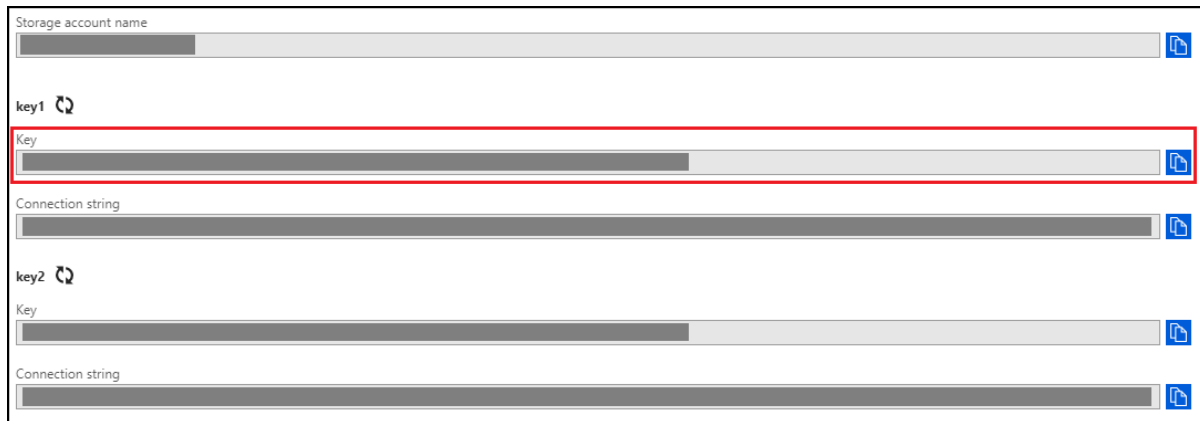 Storage account name
key1
Key
Connection string
key2
Key
Connection string